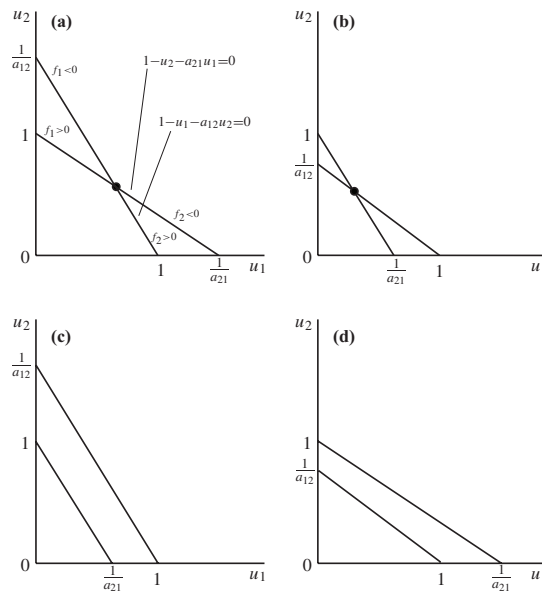 u₂ (a)
1/a₁₂
f₁<0
1−u₂−a₂₁u₁=0
1−u₁−a₁₂u₂=0
1
f₁>0
f₂<0
f₂>0
0
1
1/a₂₁
u₁
u₂ (b)
1
1/a₁₂
0
1/a₂₁
1
u
u₂ (c)
1/a₁₂
1
0
1/a₂₁
1
u₁
u₂ (d)
1
1/a₁₂
0
1
1/a₂₁
u